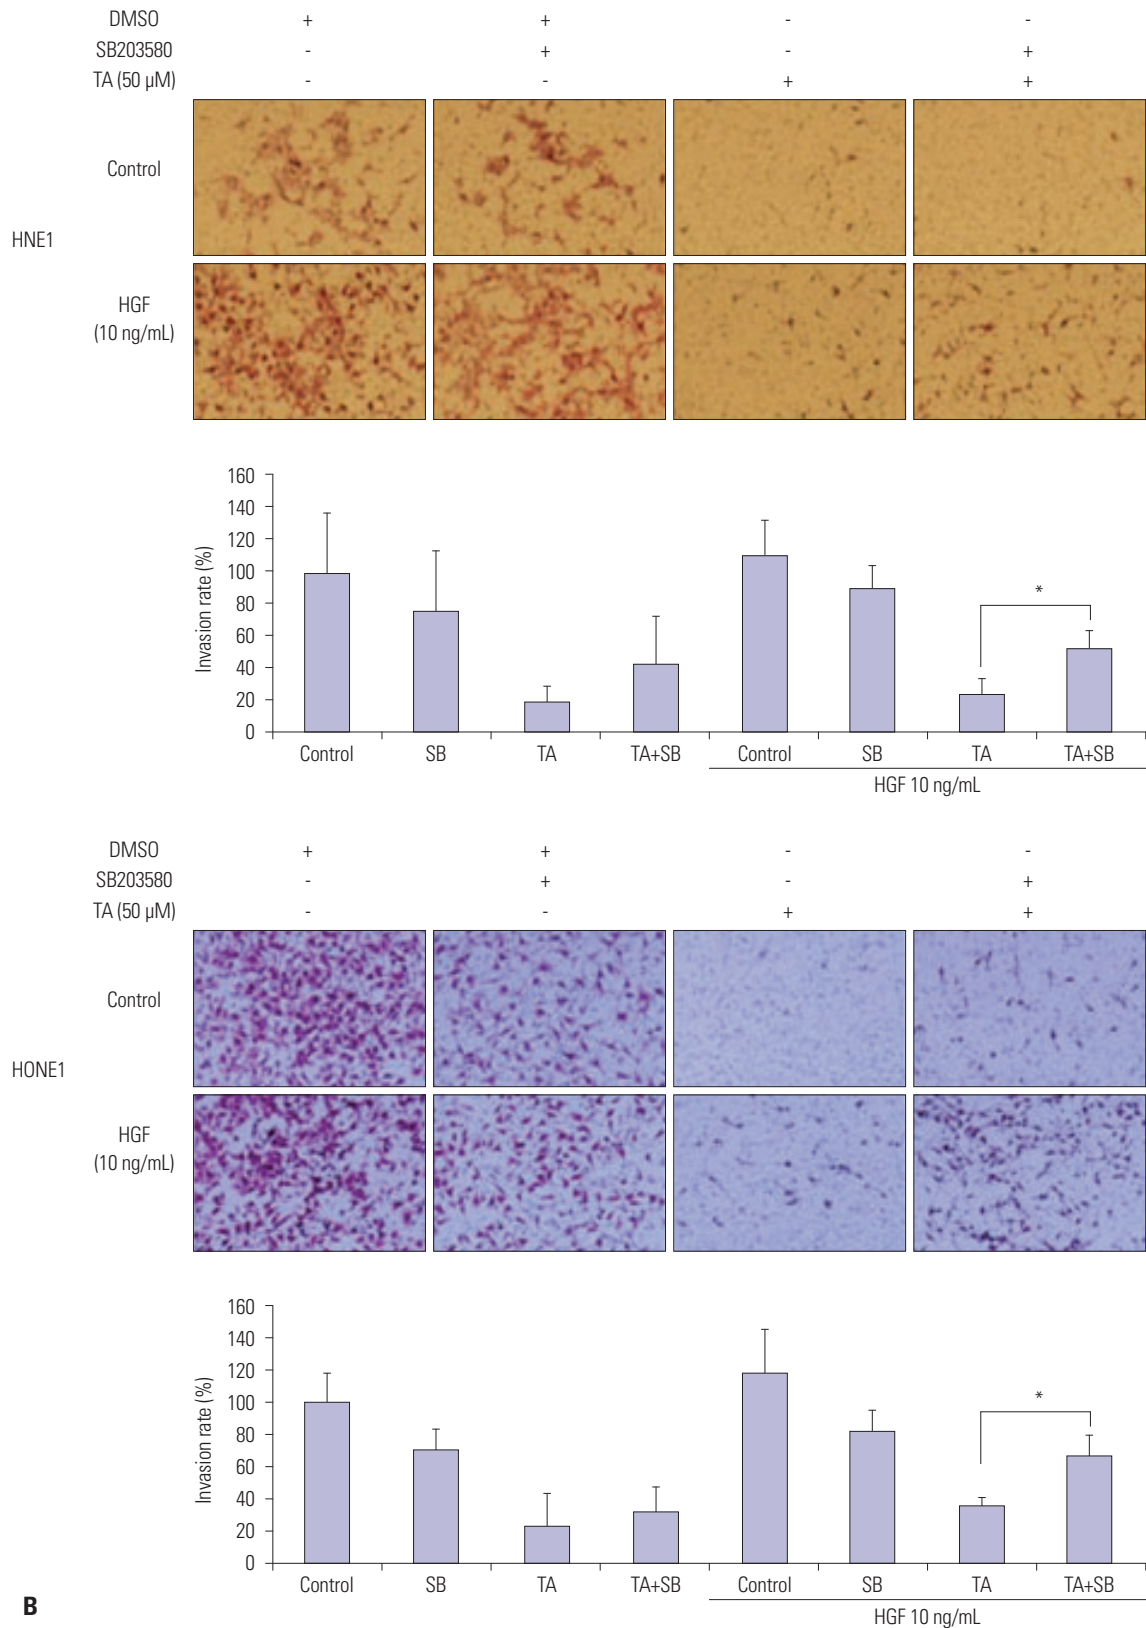 DMSO + + - -
SB203580 - + - +
TA (50 µM) - - + +
Control
HNE1
HGF
(10 ng/mL)
160
140
120
100
80
60
40
20
0
Invasion rate (%)
*
Control SB TA TA+SB Control SB TA TA+SB
HGF 10 ng/mL
DMSO + + - -
SB203580 - + - +
TA (50 µM) - - + +
Control
HONE1
HGF
(10 ng/mL)
160
140
120
100
80
60
40
20
0
Invasion rate (%)
*
Control SB TA TA+SB Control SB TA TA+SB
HGF 10 ng/mL
B